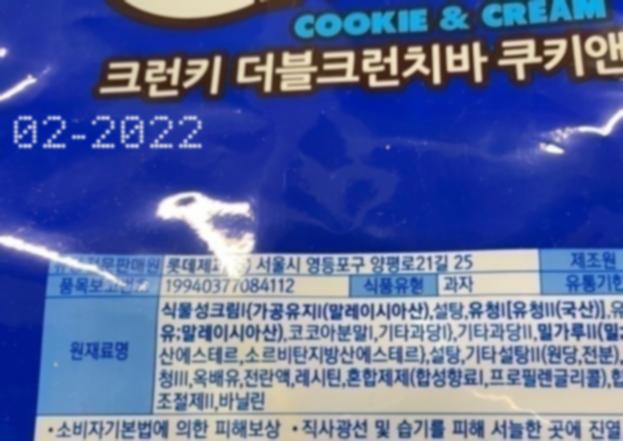 COOKIE & CREAM
크런키 더블크런치바 쿠키앤
02-2022
서울시 영등포구 양평로21길 25
제조원
품목보고번호 19940377084112 식품유형 과자
유통기한
원재료명
식물성크림I(가공유지I(말레이시아산),설탕,유청I[유청II(국산)],유
유;말레이시아산),코코아분말I,기타과당I),기타과당II,밀가루II(밀:
산에스테르,소르비탄지방산에스테르),설탕,기타설탕II(원당,전분),
청III,옥배유,전란액,레시틴,혼합제제(합성향료I,프로필렌글리콜),합
조절제II,바닐린
•소비자기본법에 의한 피해보상 •직사광선 및 습기를 피해 서늘한 곳에 진열